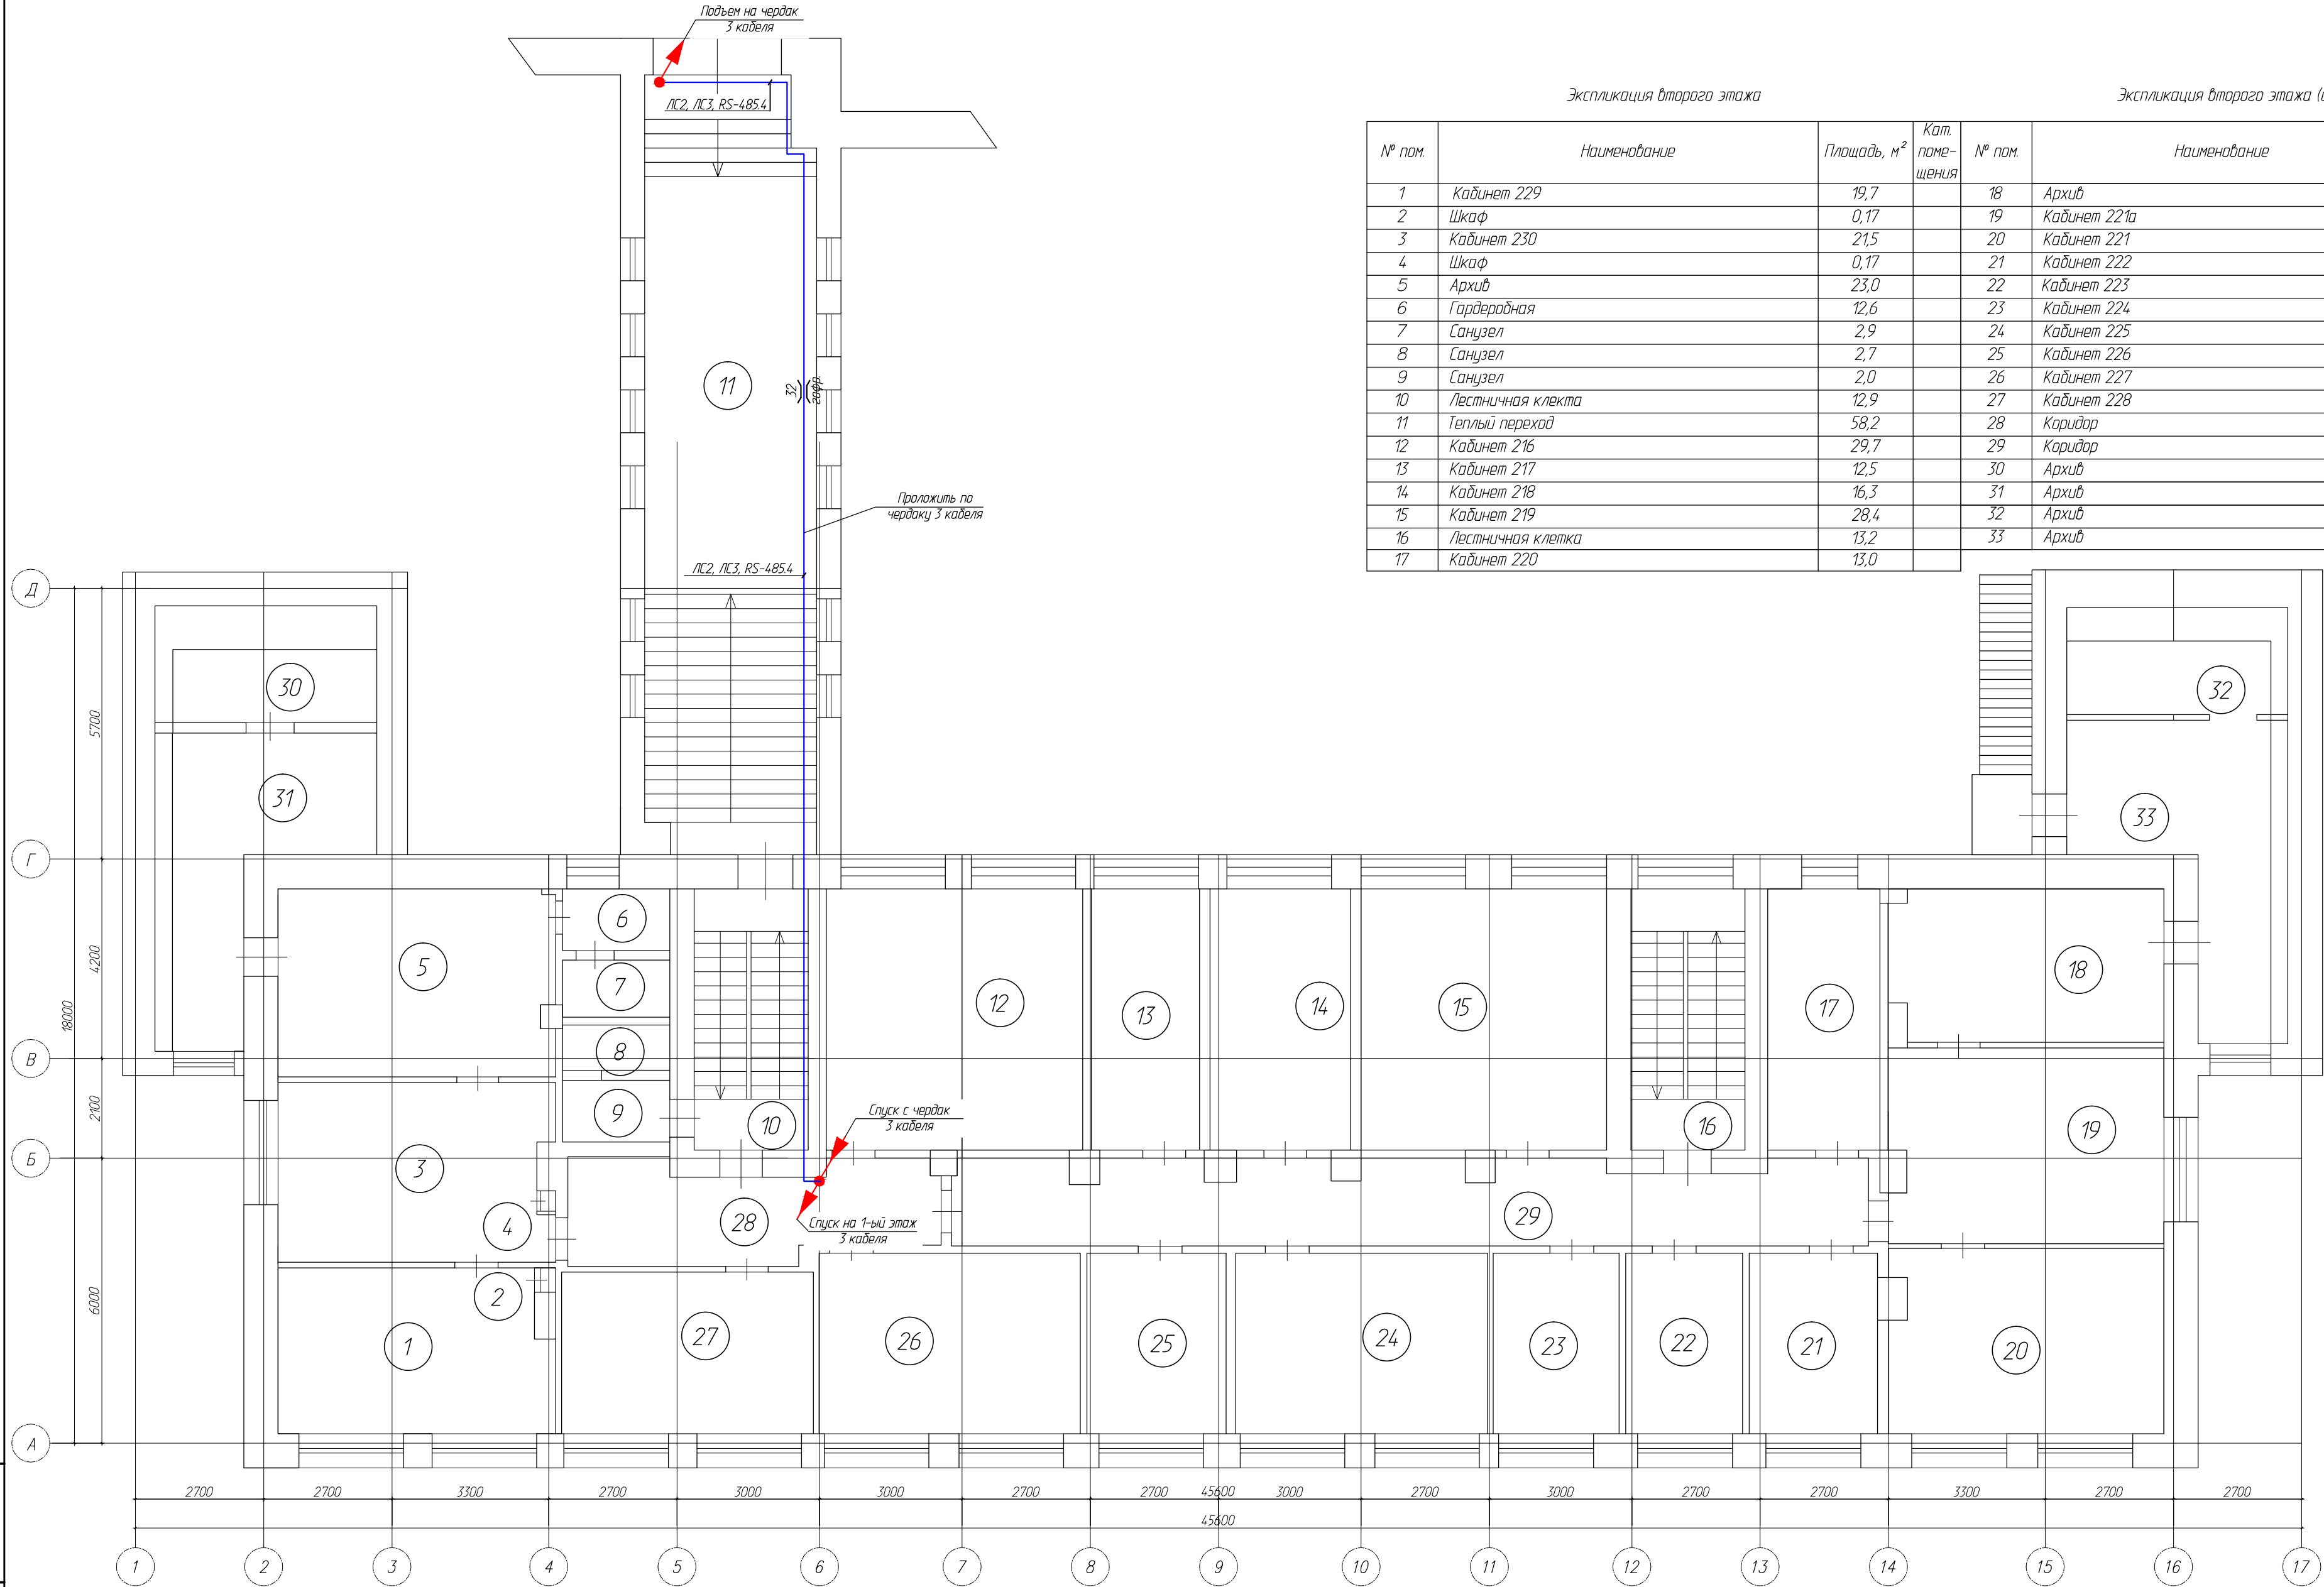 Подъем на чердак
3 кабеля
ЛС2, ЛС3, RS-485.4
Экспликация второго этажа
Экспликация второго этажа
№ пом.
Наименование
Площадь, м²
Кат.
поме-
щения
№ пом.
Наименование
1 Кабинет 229 19,7 18 Архив
2 Шкаф 0,17 19 Кабинет 221а
3 Кабинет 230 21,5 20 Кабинет 221
4 Шкаф 0,17 21 Кабинет 222
5 Архив 23,0 22 Кабинет 223
6 Гардеробная 12,6 23 Кабинет 224
7 Санузел 2,9 24 Кабинет 225
8 Санузел 2,7 25 Кабинет 226
9 Санузел 2,0 26 Кабинет 227
10 Лестничная клекта 12,9 27 Кабинет 228
11 Теплый переход 58,2 28 Коридор
12 Кабинет 216 29,7 29 Коридор
13 Кабинет 217 12,5 30 Архив
14 Кабинет 218 16,3 31 Архив
15 Кабинет 219 28,4 32 Архив
16 Лестничная клетка 13,2 33 Архив
17 Кабинет 220 13,0
11
32
гофр.
Проложить по
чердаку 3 кабеля
ЛС2, ЛС3, RS-485.4
Д
30
32
5700
31
33
Г
6
5
7
18
4200
12
13
14
15
17
18000
В
8
2100
9
10
16
19
Спуск с чердак
3 кабеля
Б
3
4
28
29
Спуск на 1-ый этаж
3 кабеля
6000
2
1
27
26
25
24
23
22
21
20
А
2700 2700 3300 2700 3000 3000 2700 2700 45600 3000 2700 3000 2700 2700 3300 2700 2700
45600
1 2 3 4 5 6 7 8 9 10 11 12 13 14 15 16 17